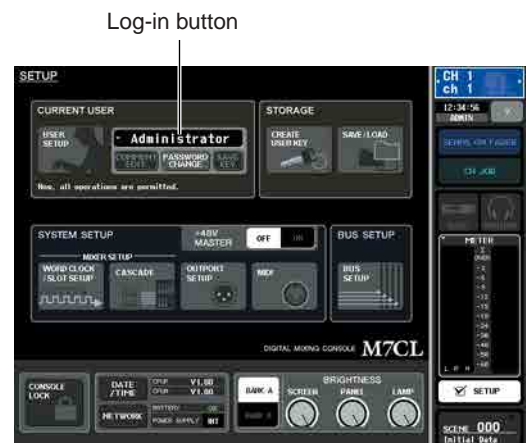 Log-in button
SETUP
CH 1
ch 1
12:34:56
ADMIN
CURRENT USER
STORAGE
USER SETUP
Administrator
COMMENT EDIT
PASSWORD CHANGE
SAVE KEY
Now, all operations are permitted.
CREATE USER KEY
SAVE/LOAD
SENDS ON FADER
CH JOB
METER
OVER
SYSTEM SETUP
+48V MASTER
OFF
ON
BUS SETUP
MIXER SETUP
WORD CLOCK /SLOT SETUP
CASCADE
OUTPORT SETUP
MIDI
BUS SETUP
DIGITAL MIXING CONSOLE M7CL
CONSOLE LOCK
DATE /TIME
V1.00
V1.00
NETWORK
BATTERY
POWER SUPPLY INT
BANK A
BRIGHTNESS
SCREEN
PANEL
LAMP
SETUP
SCENE 000
Initial Data